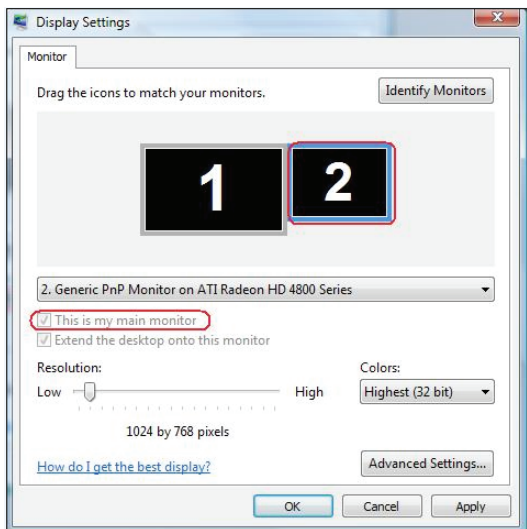 Display Settings
Monitor
Drag the icons to match your monitors.
Identify Monitors
1 2
2. Generic PnP Monitor on ATI Radeon HD 4800 Series
This is my main monitor
Extend the desktop onto this monitor
Resolution: Colors:
Low High Highest (32 bit)
1024 by 768 pixels
How do I get the best display? Advanced Settings...
OK Cancel Apply